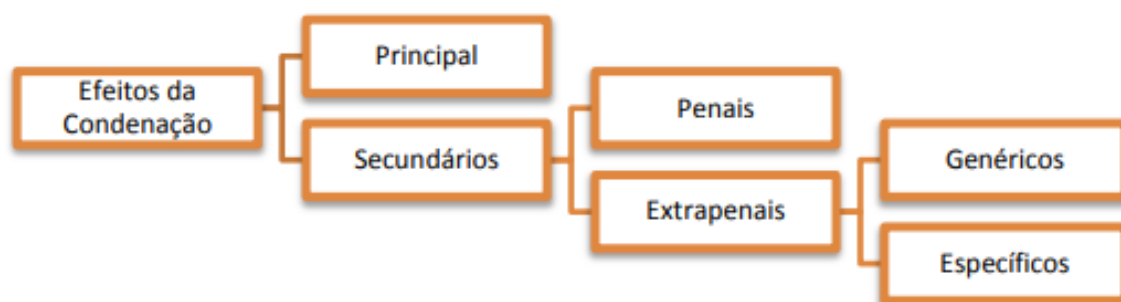 Efeitos da
Condenação
Principal
Secundários
Penais
Extrapenais
Genéricos
Específicos